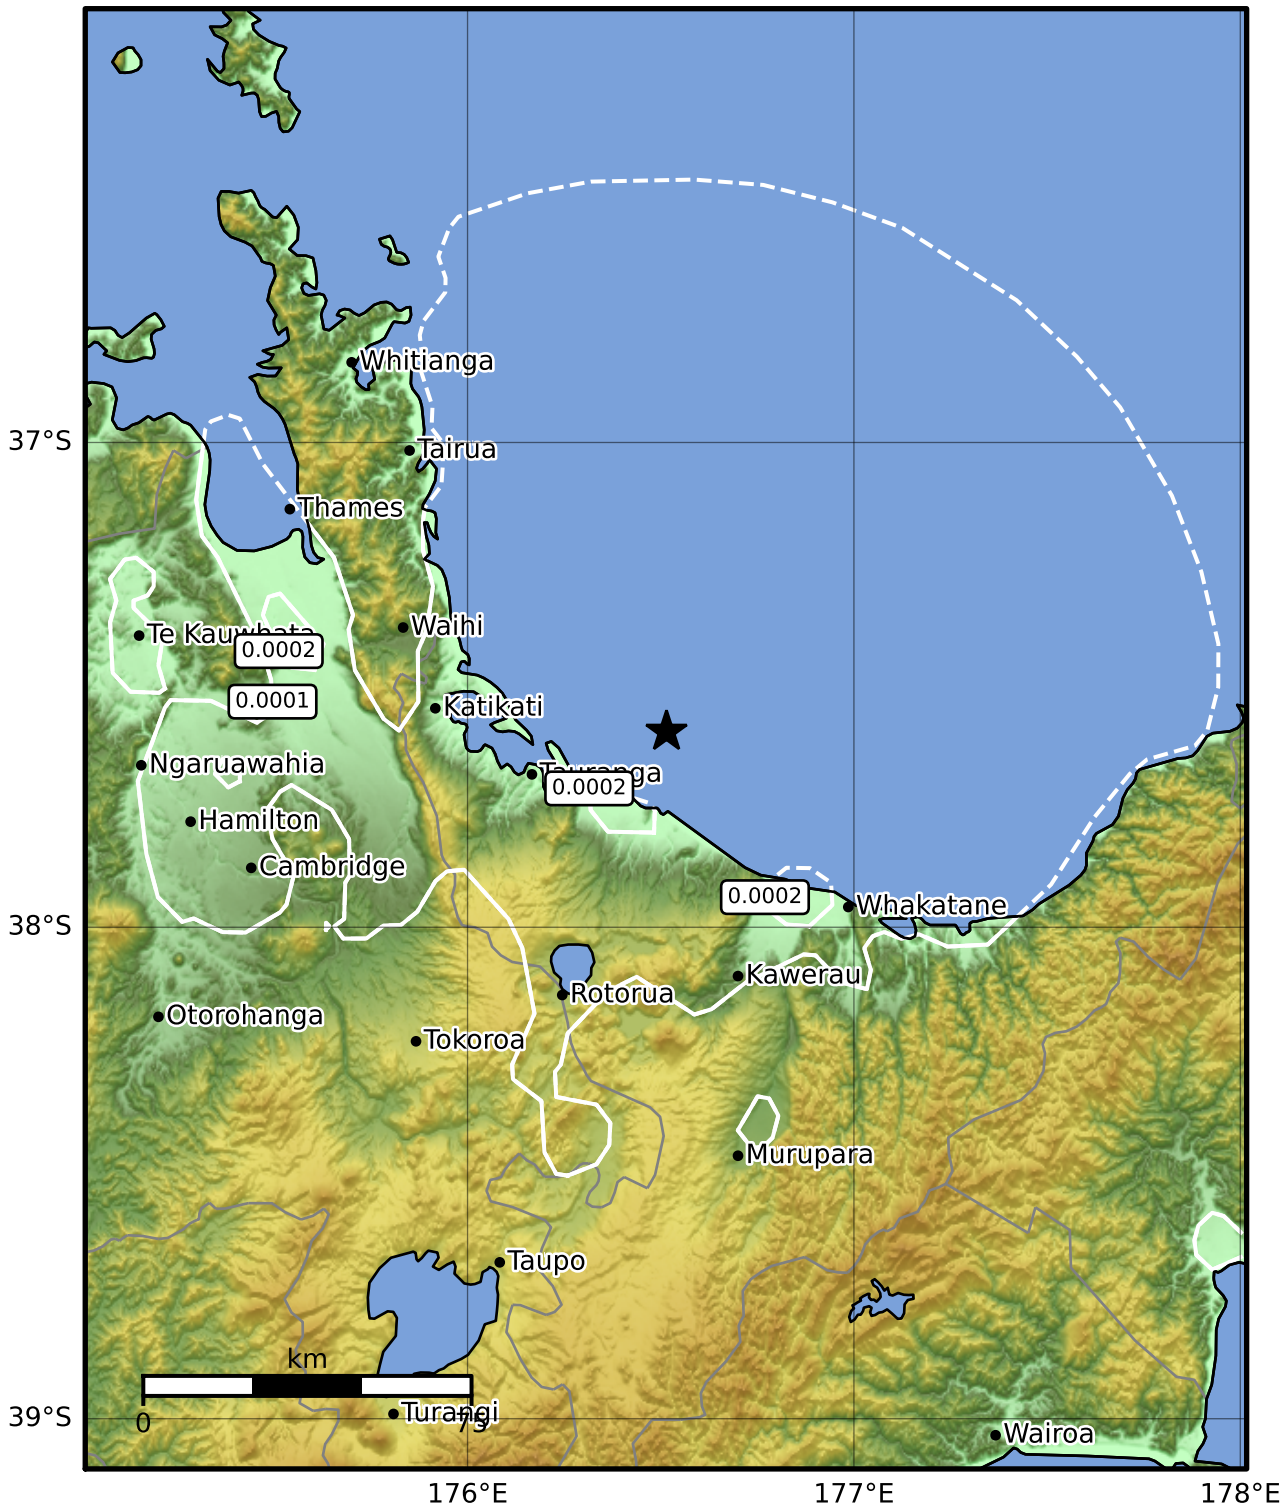 Whitianga
37°S
Tairua
Thames
Te Kauwhata
Waihi
0.0002
0.0001
Katikati
Ngaruawahia
Tauranga
0.0002
Hamilton
Cambridge
0.0002
Whakatane
38°S
Kawerau
Rotorua
Otorohanga
Tokoroa
Murupara
Taupo
km
0
75
Turangi
39°S
Wairoa
176°E
177°E
178°E